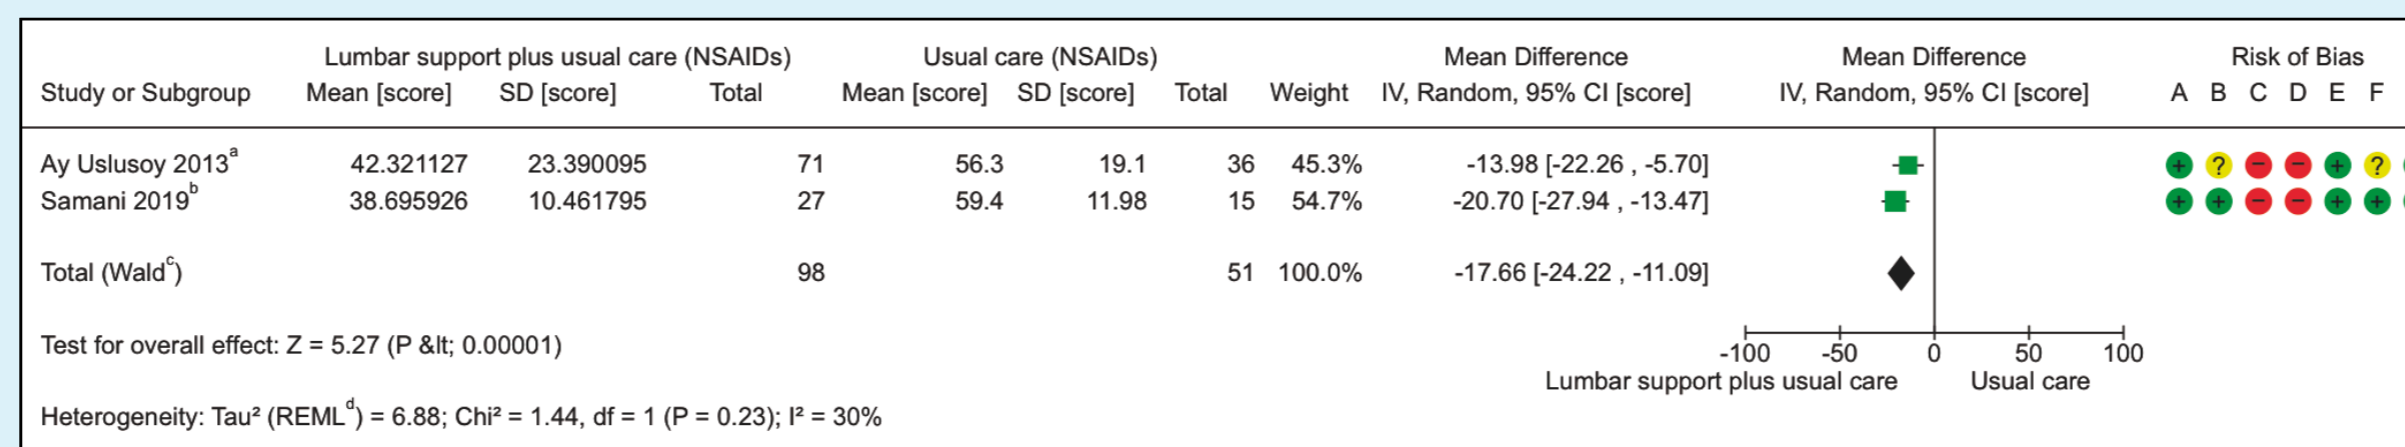 Lumbar support plus usual care (NSAIDs) Usual care (NSAIDs) Mean Difference Mean Difference Risk of Bias
Study or Subgroup Mean [score] SD [score] Total Mean [score] SD [score] Total Weight IV, Random, 95% CI [score] IV, Random, 95% CI [score] A B C D E F
Ay Uslusoy 2013a 42.321127 23.390095 71 56.3 19.1 36 45.3% -13.98 [-22.26 , -5.70] + ? − − + ?
Samani 2019b 38.695926 10.461795 27 59.4 11.98 15 54.7% -20.70 [-27.94 , -13.47] + + − − + +
Total (Waldc) 98 51 100.0% -17.66 [-24.22 , -11.09]
Test for overall effect: Z = 5.27 (P &lt; 0.00001)
-100 -50 0 50 100
Lumbar support plus usual care Usual care
Heterogeneity: Tau² (REMLd) = 6.88; Chi² = 1.44, df = 1 (P = 0.23); I² = 30%